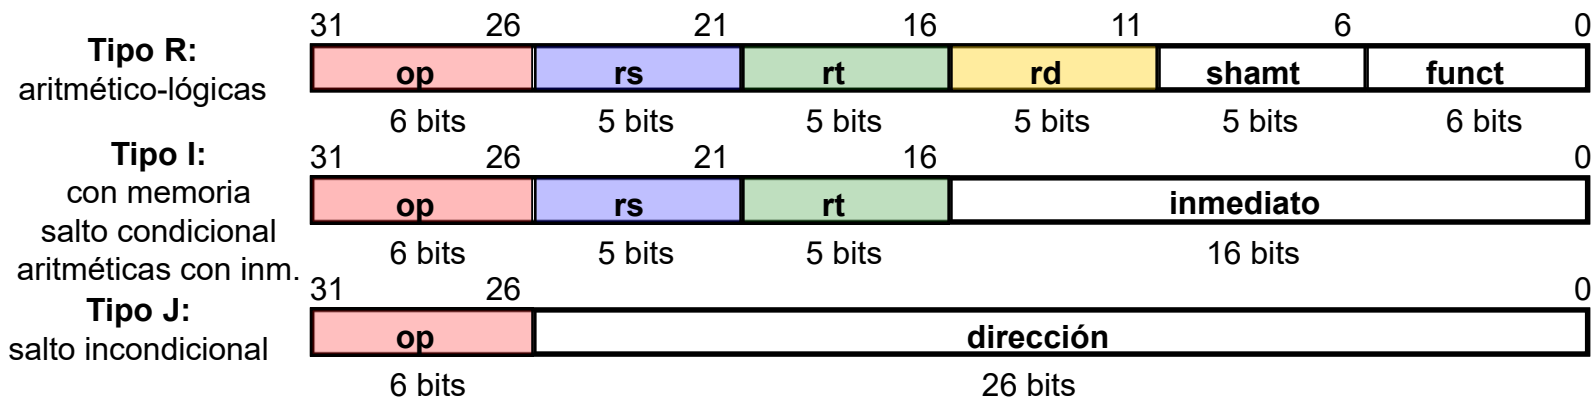 31 26 21 16 11 6 0
Tipo R:
aritmético-lógicas
op rs rt rd shamt funct
6 bits 5 bits 5 bits 5 bits 5 bits 6 bits
Tipo I:
con memoria
salto condicional
aritméticas con inm.
31 26 21 16 0
op rs rt inmediato
6 bits 5 bits 5 bits 16 bits
Tipo J:
salto incondicional
31 26 0
op dirección
6 bits 26 bits